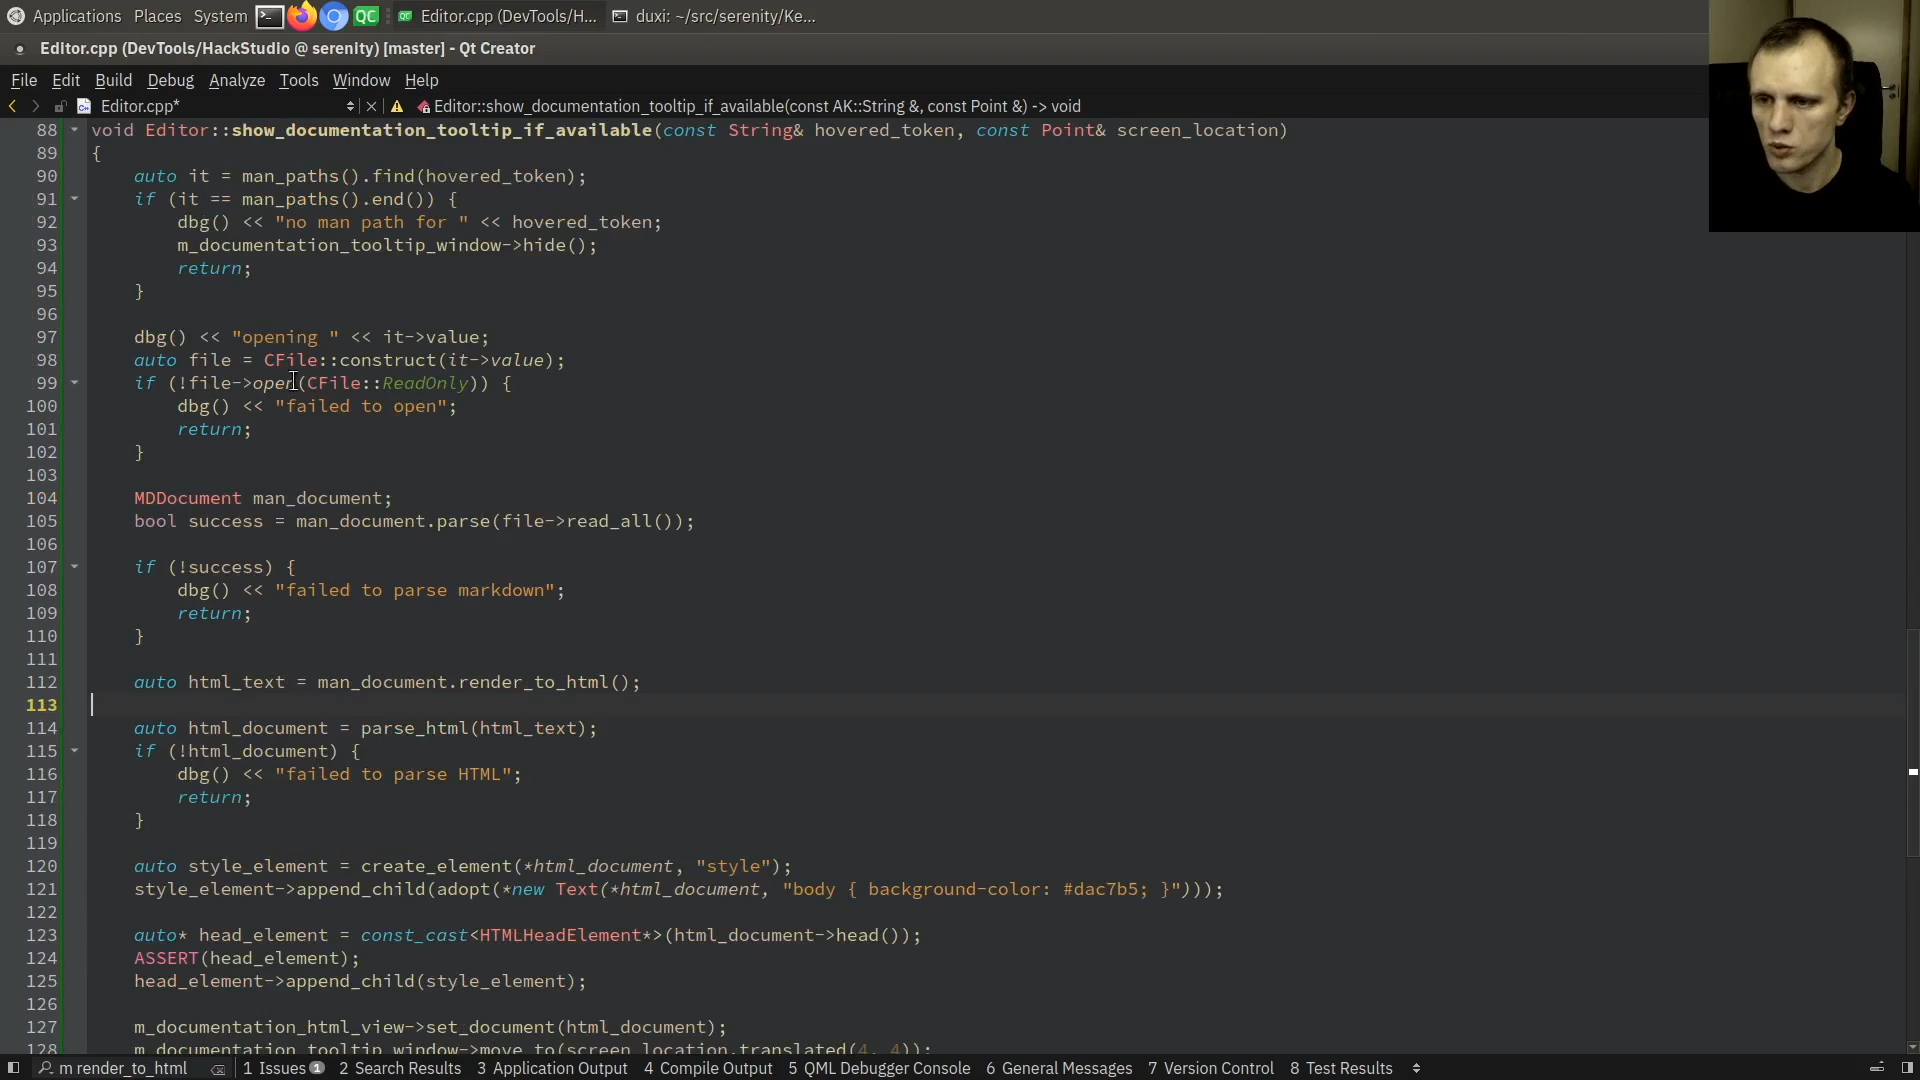 Applications Places System Editor.cpp (DevTools/H... duxi: ~/src/serenity/Ke...
Editor.cpp (DevTools/HackStudio @ serenity) [master] - Qt Creator
File Edit Build Debug Analyze Tools Window Help
Editor.cpp* Editor::show_documentation_tooltip_if_available(const AK::String &, const Point &) -> void
88 void Editor::show_documentation_tooltip_if_available(const String& hovered_token, const Point& screen_location)
89 {
90 auto it = man_paths().find(hovered_token);
91 if (it == man_paths().end()) {
92 dbg() << "no man path for " << hovered_token;
93 m_documentation_tooltip_window->hide();
94 return;
95 }
96
97 dbg() << "opening " << it->value;
98 auto file = CFile::construct(it->value);
99 if (!file->open(CFile::ReadOnly)) {
100 dbg() << "failed to open";
101 return;
102 }
103
104 MDDocument man_document;
105 bool success = man_document.parse(file->read_all());
106
107 if (!success) {
108 dbg() << "failed to parse markdown";
109 return;
110 }
111
112 auto html_text = man_document.render_to_html();
113
114 auto html_document = parse_html(html_text);
115 if (!html_document) {
116 dbg() << "failed to parse HTML";
117 return;
118 }
119
120 auto style_element = create_element(*html_document, "style");
121 style_element->append_child(adopt(*new Text(*html_document, "body { background-color: #dac7b5; }")));
122
123 auto* head_element = const_cast<HTMLHeadElement*>(html_document->head());
124 ASSERT(head_element);
125 head_element->append_child(style_element);
126
127 m_documentation_html_view->set_document(html_document);
128 m_documentation_tooltip_window->move_to(screen_location.translated(4, 4));
m render_to_html 1 Issues 1 2 Search Results 3 Application Output 4 Compile Output 5 QML Debugger Console 6 General Messages 7 Version Control 8 Test Results